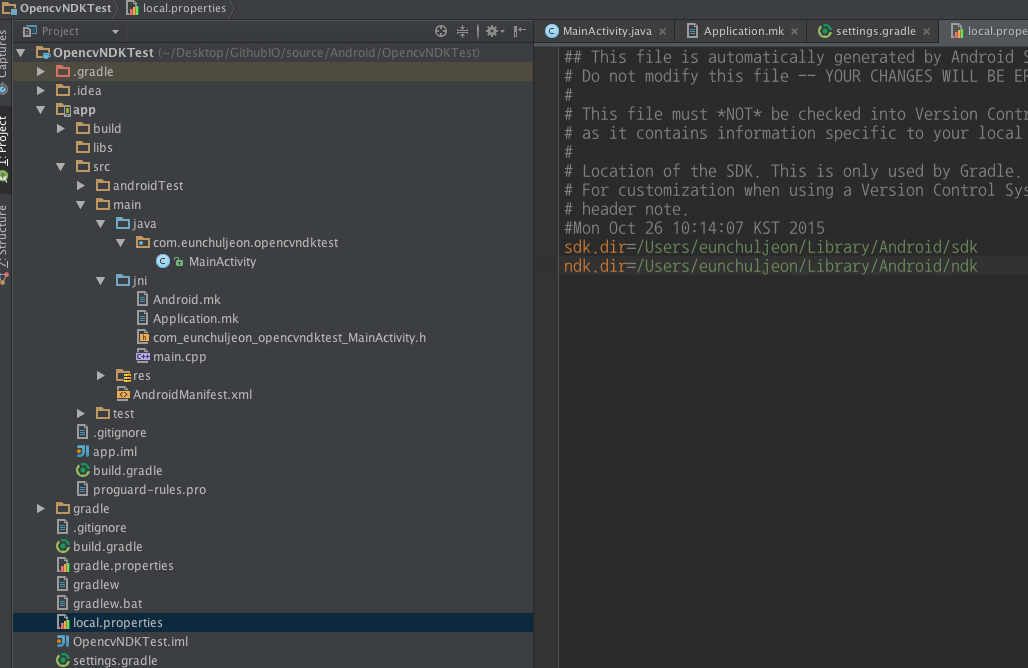 OpencvNDKTest local.properties
Project
MainActivity.java Application.mk settings.gradle local.prope
Captures
1: Project
Z: Structure
OpencvNDKTest (~/Desktop/GithubIO/source/Android/OpencvNDKTest)
.gradle
.idea
app
build
libs
src
androidTest
main
java
com.eunchuljeon.opencvndktest
MainActivity
jni
Android.mk
Application.mk
com_eunchuljeon_opencvndktest_MainActivity.h
main.cpp
res
AndroidManifest.xml
test
.gitignore
app.iml
build.gradle
proguard-rules.pro
gradle
.gitignore
build.gradle
gradle.properties
gradlew
gradlew.bat
local.properties
OpencvNDKTest.iml
settings.gradle
## This file is automatically generated by Android S
# Do not modify this file -- YOUR CHANGES WILL BE ER
#
# This file must *NOT* be checked into Version Contr
# as it contains information specific to your local
#
# Location of the SDK. This is only used by Gradle.
# For customization when using a Version Control Sys
# header note.
#Mon Oct 26 10:14:07 KST 2015
sdk.dir=/Users/eunchuljeon/Library/Android/sdk
ndk.dir=/Users/eunchuljeon/Library/Android/ndk